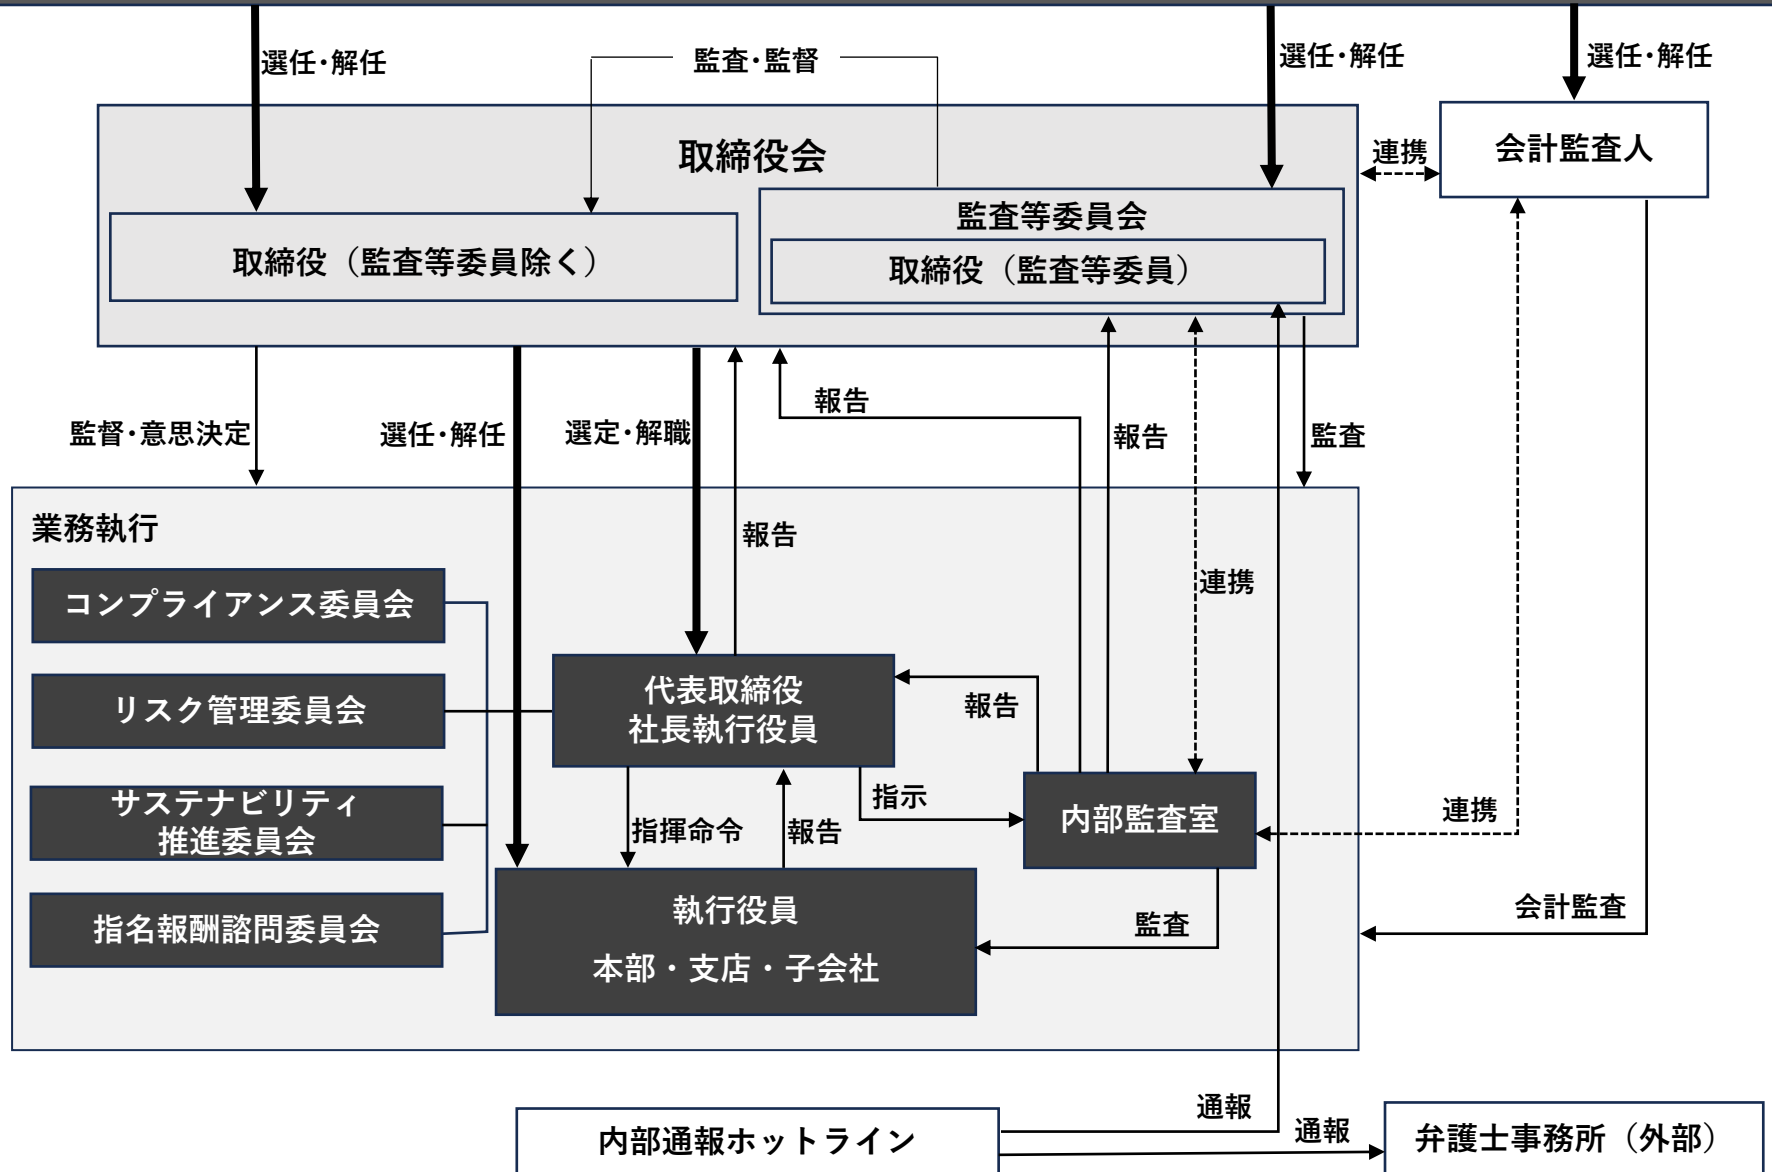 選任・解任
監査・監督
選任・解任
選任・解任
取締役会
連携
会計監査人
監査等委員会
取締役（監査等委員除く）
取締役（監査等委員）
監督・意思決定
選任・解任
選定・解職
報告
報告
監査
業務執行
報告
連携
コンプライアンス委員会
リスク管理委員会
サステナビリティ
推進委員会
指名報酬諮問委員会
代表取締役
社長執行役員
報告
指示
指揮命令
報告
内部監査室
連携
執行役員
本部・支店・子会社
監査
会計監査
通報
内部通報ホットライン
通報
弁護士事務所（外部）